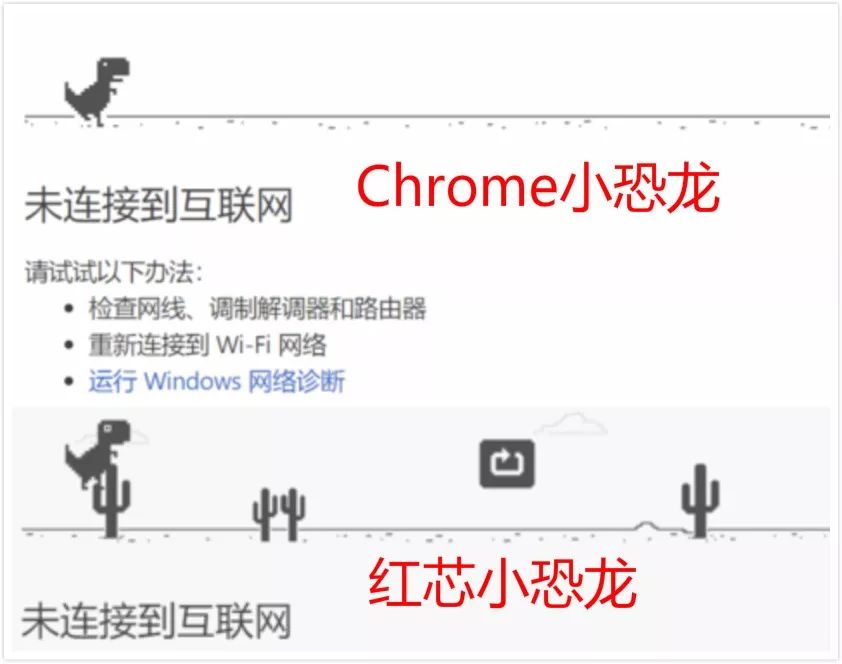 Chrome小恐龙
未连接到互联网
请试试以下办法：
• 检查网线、调制解调器和路由器
• 重新连接到 Wi-Fi 网络
• 运行 Windows 网络诊断
红芯小恐龙
未连接到互联网